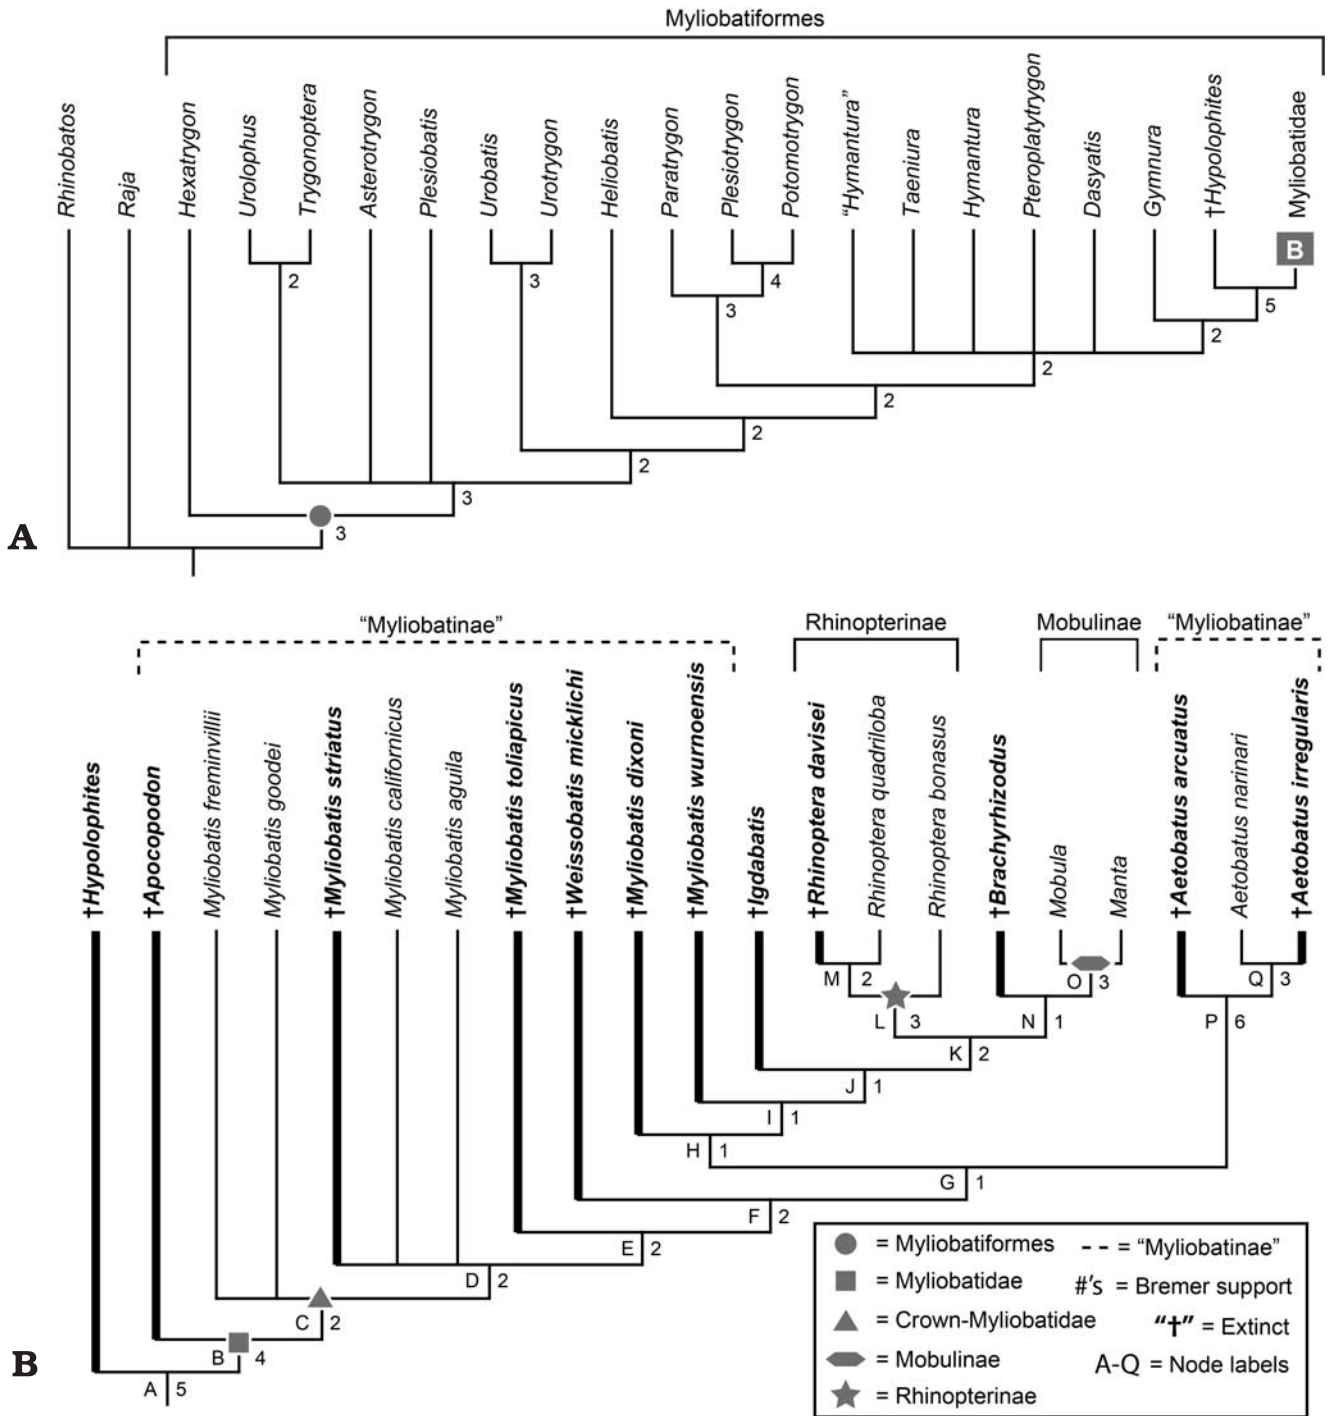 Myliobatiformes
Rhinobatos
Raja
Hexatrygon
Urolophus
Trygonoptera
Asterotrygon
Plesiobatis
Urobatis
Urotrygon
Heliobatis
Paratrygon
Plesiotrygon
Potomotrygon
“Hymantura”
Taeniura
Hymantura
Pteroplatytrygon
Dasyatis
Gymnura
†Hypolophites
Myliobatidae
B
2
3
4
5
3
2
2
2
2
2
3
3
A
“Myliobatinae”
Rhinopterinae
Mobulinae
“Myliobatinae”
†Hypolophites
†Apocopodon
Myliobatis freminvillii
Myliobatis goodei
†Myliobatis striatus
Myliobatis californicus
Myliobatis aguila
†Myliobatis toliapicus
†Weissobatis micklichi
†Myliobatis dixoni
†Myliobatis wurnoensis
†Igdabatis
†Rhinoptera davisei
Rhinoptera quadriloba
Rhinoptera bonasus
†Brachyrhizodus
Mobula
Manta
†Aetobatus arcuatus
Aetobatus narinari
†Aetobatus irregularis
M 2
O 3
Q 3
L 3
N 1
P 6
K 2
J 1
I 1
H 1
G 1
F 2
E 2
D 2
C 2
B 4
A 5
B
= Myliobatiformes
-- = “Myliobatinae”
= Myliobatidae
#'s = Bremer support
= Crown-Myliobatidae
“†” = Extinct
= Mobulinae
A-Q = Node labels
= Rhinopterinae